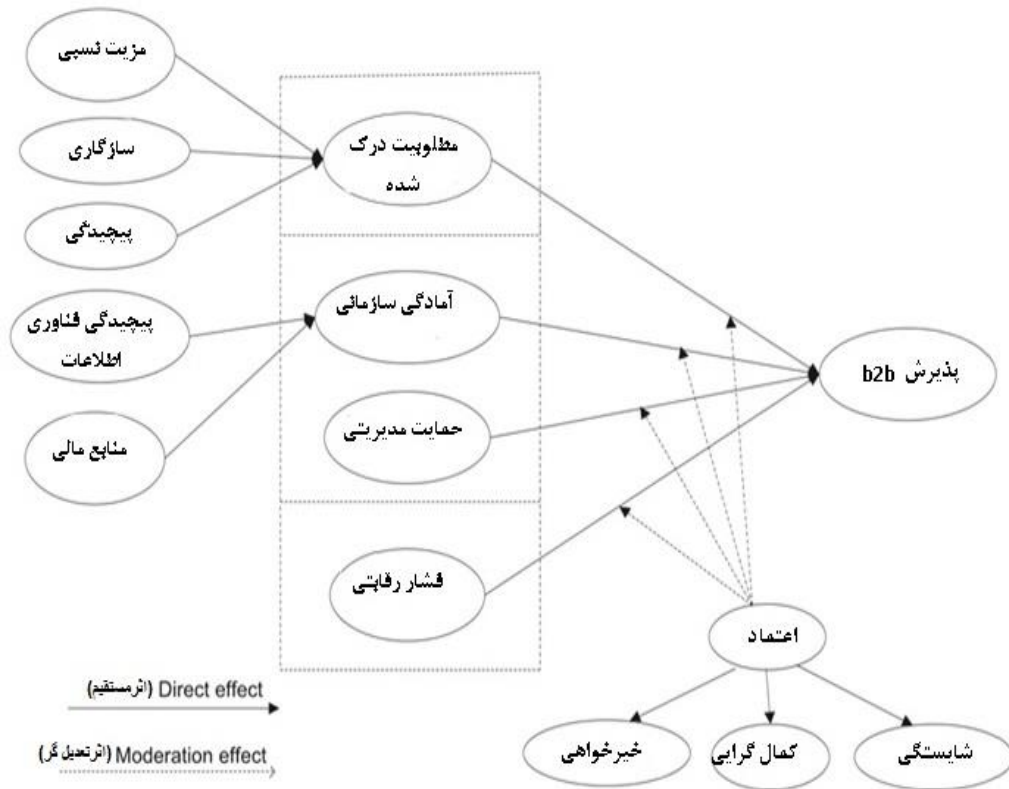 مزیت نسبی
سازگاری
پیچیدگی
پیچیدگی فناوری
اطلاعات
منابع مالی
مطلوبیت درک
شده
آمادگی سازمانی
حمایت مدیریتی
فشار رقابتی
پذیرش b2b
اعتماد
خیرخواهی
کمال گرایی
شایستگی
(اثرمستقیم) Direct effect
(اثرتعدیل گر) Moderation effect